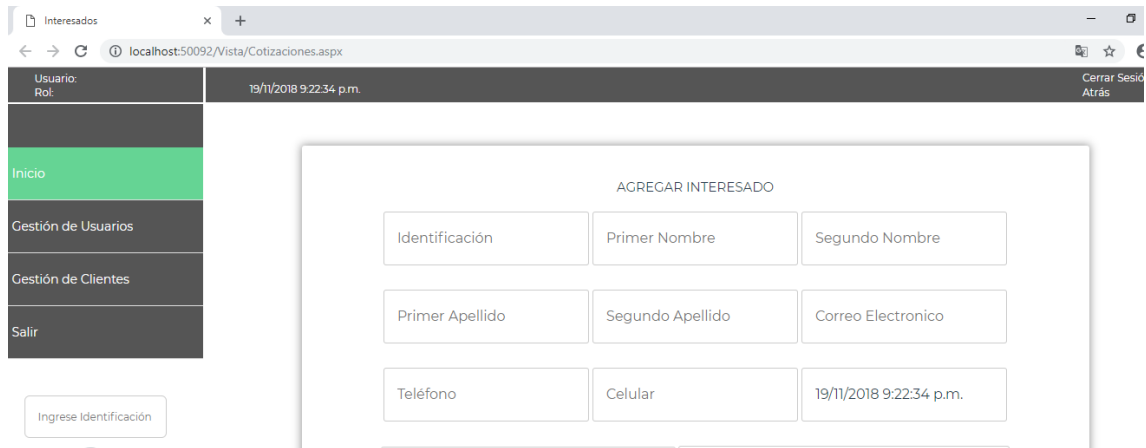 Interesados
localhost:50092/Vista/Cotizaciones.aspx
Usuario:
Rol:
19/11/2018 9:22:34 p.m.
Cerrar Sesió
Atrás
Inicio
Gestión de Usuarios
Gestión de Clientes
Salir
Ingrese Identificación
AGREGAR INTERESADO
Identificación Primer Nombre Segundo Nombre
Primer Apellido Segundo Apellido Correo Electronico
Teléfono Celular 19/11/2018 9:22:34 p.m.